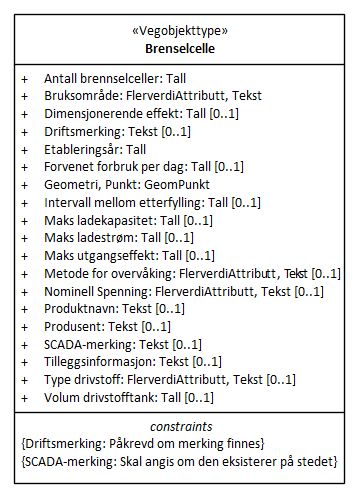 «Vegobjekttype»
Brenselcelle
+ Antall brennselceller: Tall
+ Bruksområde: FlerverdiAttributt, Tekst
+ Dimensjonerende effekt: Tall [0..1]
+ Driftsmerking: Tekst [0..1]
+ Etableringsår: Tall
+ Forvenet forbruk per dag: Tall [0..1]
+ Geometri, Punkt: GeomPunkt
+ Intervall mellom etterfylling: Tall [0..1]
+ Maks ladekapasitet: Tall [0..1]
+ Maks ladestrøm: Tall [0..1]
+ Maks utgangseffekt: Tall [0..1]
+ Metode for overvåking: FlerverdiAttributt, Tekst [0..1]
+ Nominell Spenning: FlerverdiAttributt, Tekst [0..1]
+ Produktnavn: Tekst [0..1]
+ Produsent: Tekst [0..1]
+ SCADA-merking: Tekst [0..1]
+ Tilleggsinformasjon: Tekst [0..1]
+ Type drivstoff: FlerverdiAttributt, Tekst [0..1]
+ Volum drivstofftank: Tall [0..1]
constraints
{Driftsmerking: Påkrevd om merking finnes}
{SCADA-merking: Skal angis om den eksisterer på stedet}